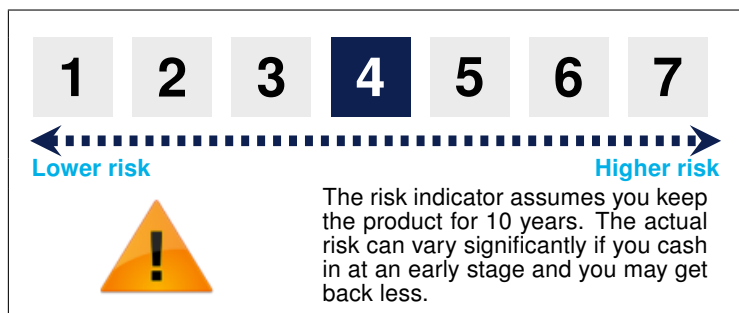 1 2 3 4 5 6 7
Lower risk Higher risk
The risk indicator assumes you keep
the product for 10 years. The actual
risk can vary significantly if you cash
in at an early stage and you may get
back less.
!